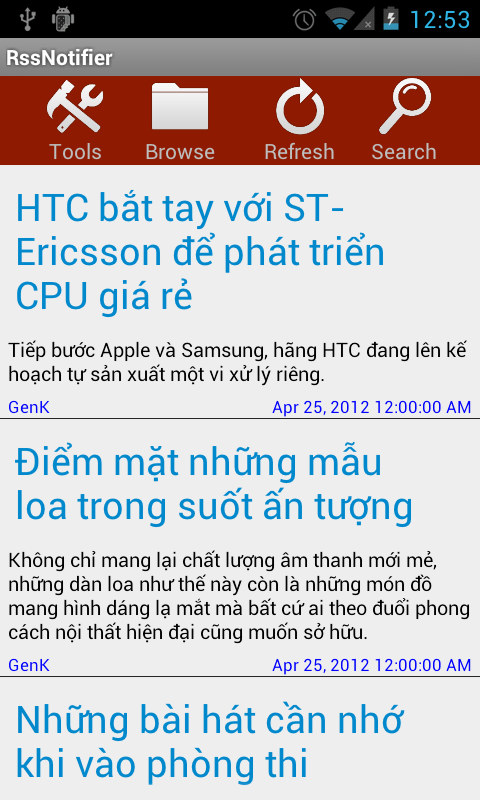 12:53
RssNotifier
Tools Browse Refresh Search
HTC bắt tay với ST-
Ericsson để phát triển
CPU giá rẻ
Tiếp bước Apple và Samsung, hãng HTC đang lên kế
hoạch tự sản xuất một vi xử lý riêng.
GenK Apr 25, 2012 12:00:00 AM
Điểm mặt những mẫu
loa trong suốt ấn tượng
Không chỉ mang lại chất lượng âm thanh mới mẻ,
những dàn loa như thế này còn là những món đồ
mang hình dáng lạ mắt mà bất cứ ai theo đuổi phong
cách nội thất hiện đại cũng muốn sở hữu.
GenK Apr 25, 2012 12:00:00 AM
Những bài hát cần nhớ
khi vào phòng thi